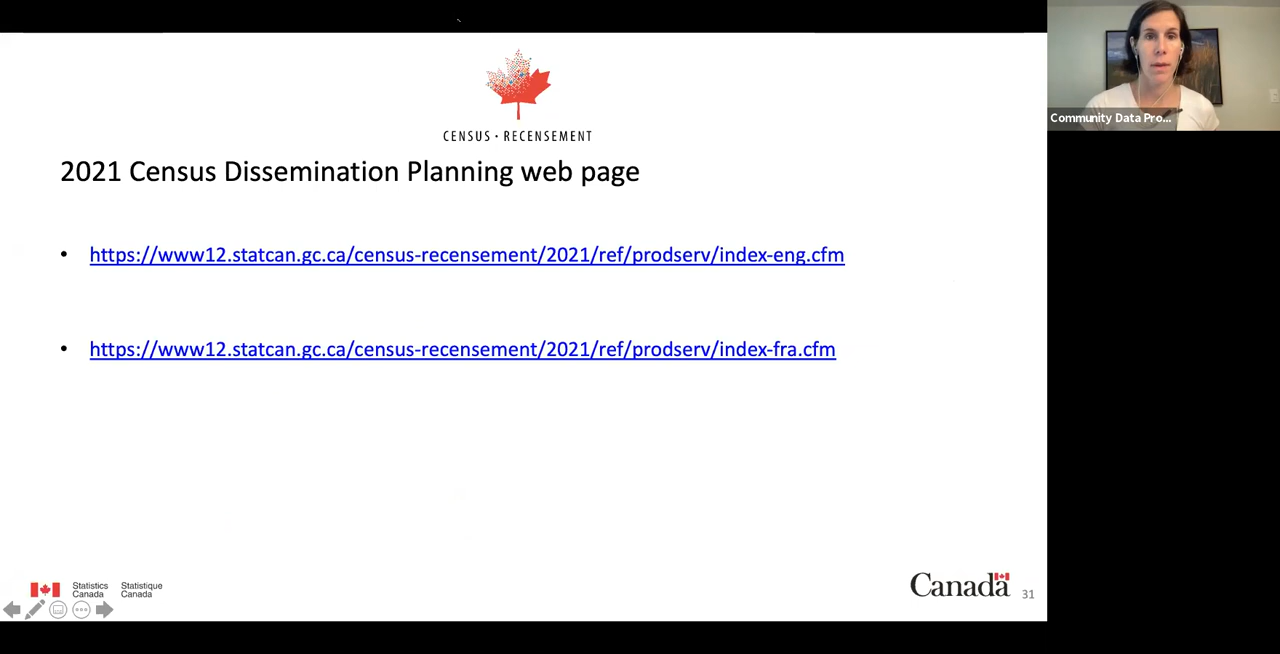 CENSUS · RECENSEMENT
2021 Census Dissemination Planning web page
• https://www12.statcan.gc.ca/census-recensement/2021/ref/prodserv/index-eng.cfm
• https://www12.statcan.gc.ca/census-recensement/2021/ref/prodserv/index-fra.cfm
Statistics Canada
Statistique Canada
Canada
31
Community Data Pro...